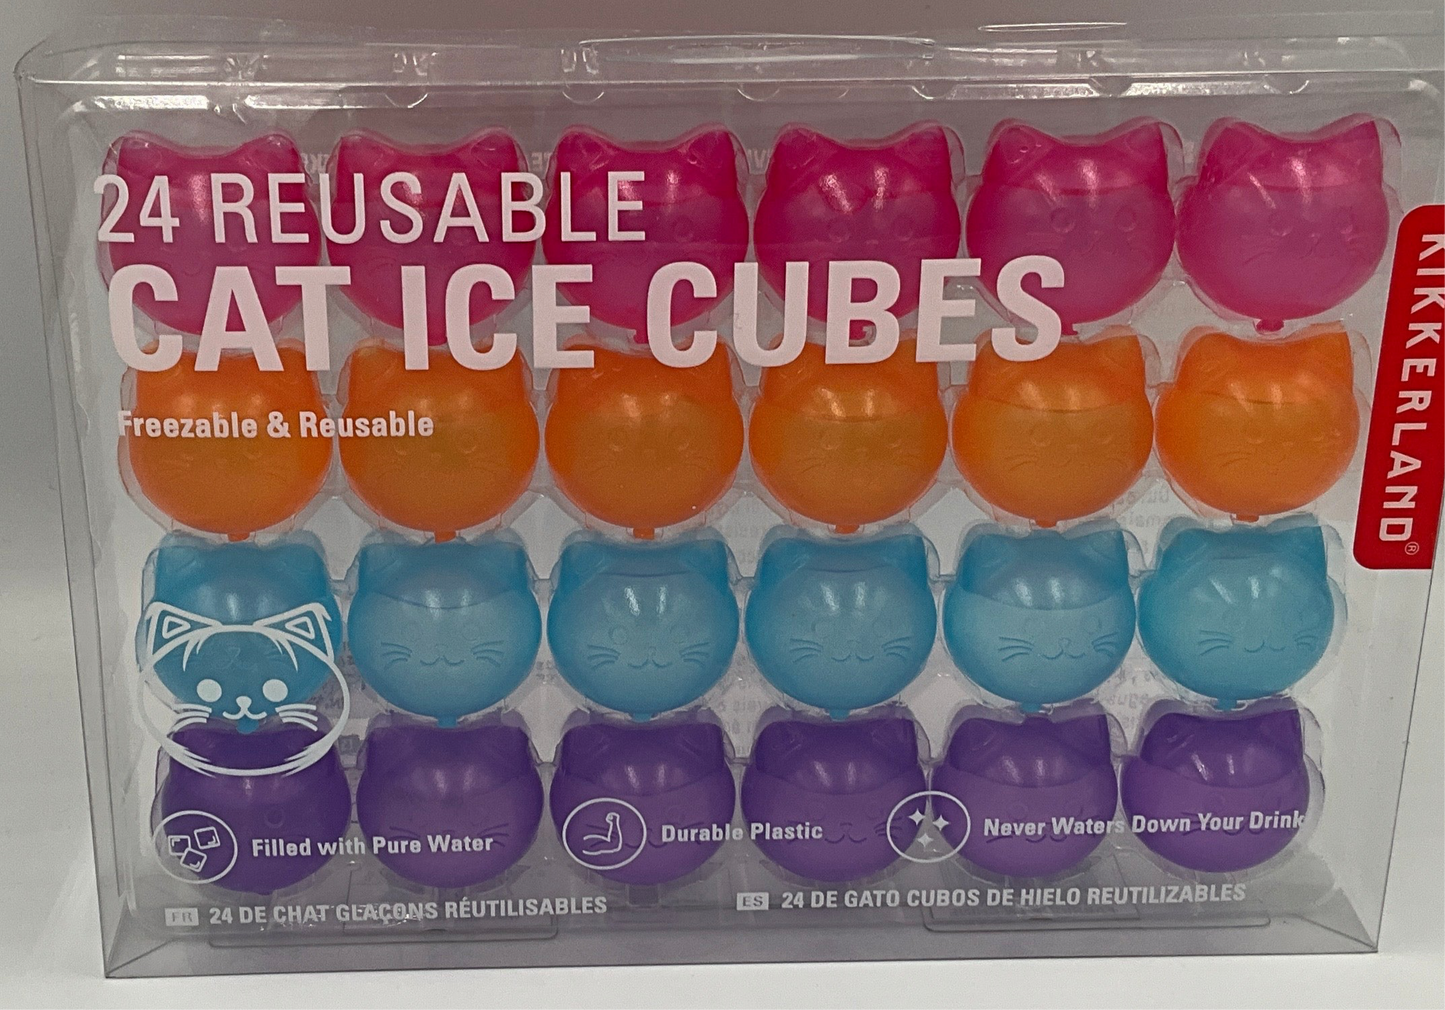 24 REUSABLE
CAT ICE CUBES
Freezable & Reusable
KIKKERLAND®
Filled with Pure Water
Durable Plastic
Never Waters Down Your Drink
FR 24 DE CHAT GLAÇONS RÉUTILISABLES
ES 24 DE GATO CUBOS DE HIELO REUTILIZABLES